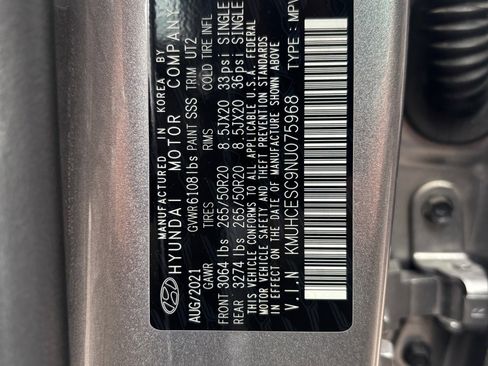 MANUFACTURED IN KOREA BY
HYUNDAI MOTOR COMPANY
AUG/2021 GVWR 6108 lbs PAINT SSS TRIM UT2
GAWR TIRES RIMS COLD TIRE INFL
FRONT 3064 lbs 265/50R20 8.5JX20 33psi SINGLE
REAR 3274 lbs 265/50R20 8.5JX20 36psi SINGLE
THIS VEHICLE CONFORMS TO ALL APPLICABLE U.S.A. FEDERAL
MOTOR VEHICLE SAFETY AND THEFT PREVENTION STANDARDS
IN EFFECT ON THE DATE OF MANUFACTURE SHOWN ABOVE
V.I.N KMUHCESC9NU075968 TYPE : MPV